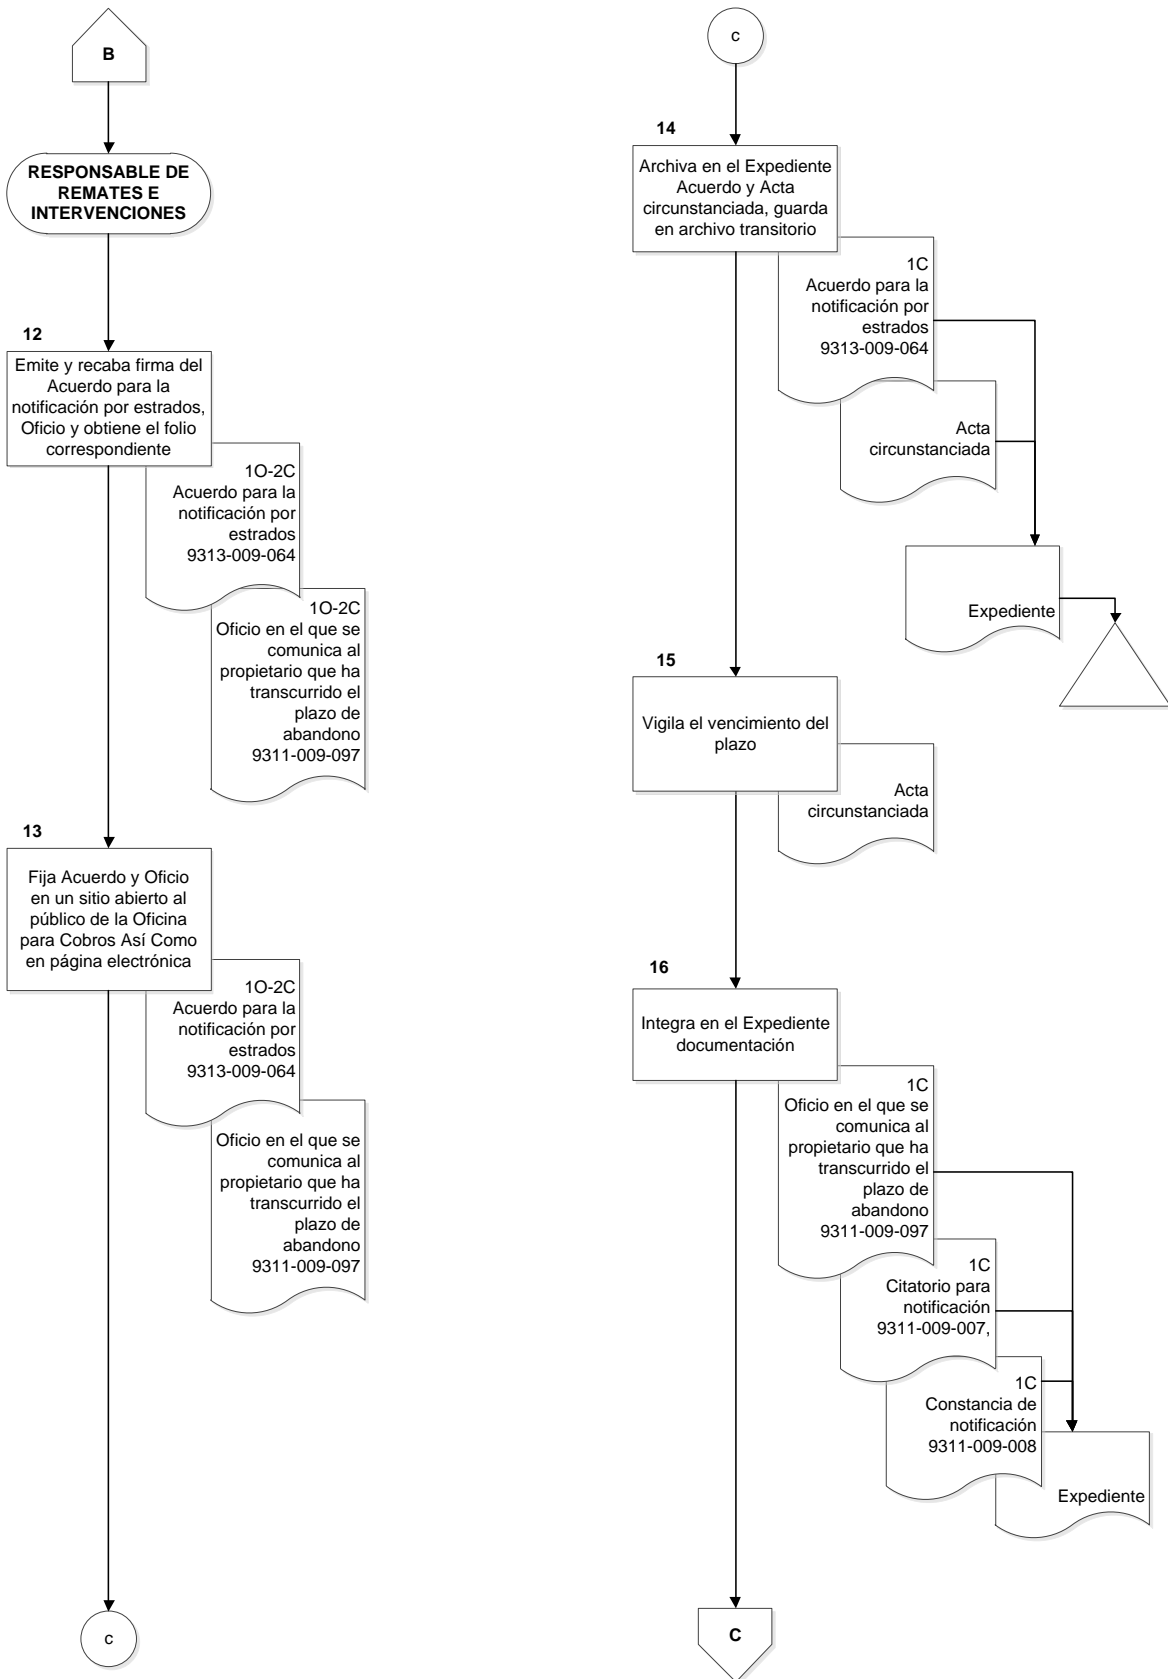 B
RESPONSABLE DE
REMATES E
INTERVENCIONES
12
Emite y recaba firma del
Acuerdo para la
notificación por estrados,
Oficio y obtiene el folio
correspondiente
1O-2C
Acuerdo para la
notificación por
estrados
9313-009-064
1O-2C
Oficio en el que se
comunica al
propietario que ha
transcurrido el
plazo de
abandono
9311-009-097
13
Fija Acuerdo y Oficio
en un sitio abierto al
público de la Oficina
para Cobros Así Como
en página electrónica
1O-2C
Acuerdo para la
notificación por
estrados
9313-009-064
Oficio en el que se
comunica al
propietario que ha
transcurrido el
plazo de
abandono
9311-009-097
c
c
14
Archiva en el Expediente
Acuerdo y Acta
circunstanciada, guarda
en archivo transitorio
1C
Acuerdo para la
notificación por
estrados
9313-009-064
Acta
circunstanciada
Expediente
15
Vigila el vencimiento del
plazo
Acta
circunstanciada
16
Integra en el Expediente
documentación
1C
Oficio en el que se
comunica al
propietario que ha
transcurrido el
plazo de
abandono
9311-009-097
1C
Citatorio para
notificación
9311-009-007,
1C
Constancia de
notificación
9311-009-008
Expediente
C